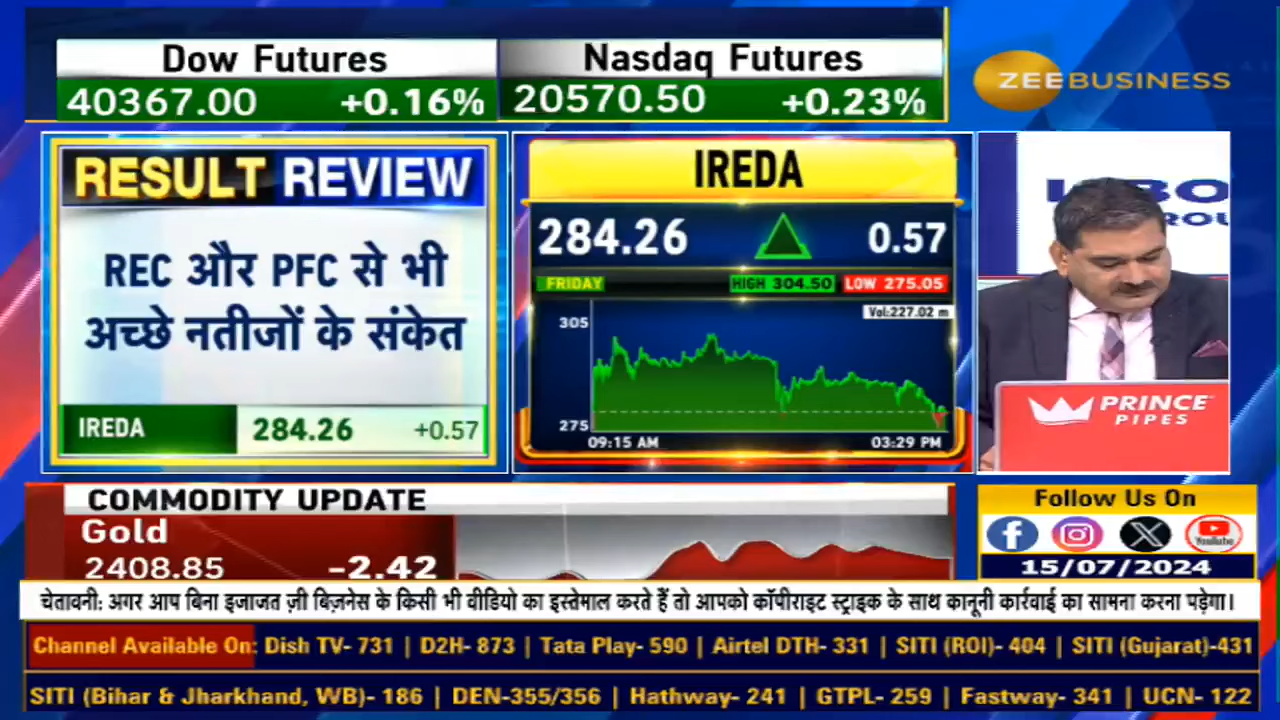 Dow Futures
40367.00 +0.16%
Nasdaq Futures
20570.50 +0.23%
ZEEBUSINESS
RESULT REVIEW
REC और PFC से भी
अच्छे नतीजों के संकेत
IREDA 284.26 +0.57
IREDA
284.26 0.57
FRIDAY HIGH 304.50 LOW 275.05
Vol:227.02 m
305
275
09:15 AM 03:29 PM
PRINCE
PIPES
COMMODITY UPDATE
Gold
2408.85 -2.42
Follow Us On
YouTube
15/07/2024
चेतावनी: अगर आप बिना इजाजत ज़ी बिज़नेस के किसी भी वीडियो का इस्तेमाल करते हैं तो आपको कॉपीराइट स्ट्राइक के साथ कानूनी कार्रवाई का सामना करना पड़ेगा।
Channel Available On: Dish TV- 731 | D2H- 873 | Tata Play- 590 | Airtel DTH- 331 | SITI (ROI)- 404 | SITI (Gujarat)-431
SITI (Bihar & Jharkhand, WB)- 186 | DEN-355/356 | Hathway- 241 | GTPL- 259 | Fastway- 341 | UCN- 122